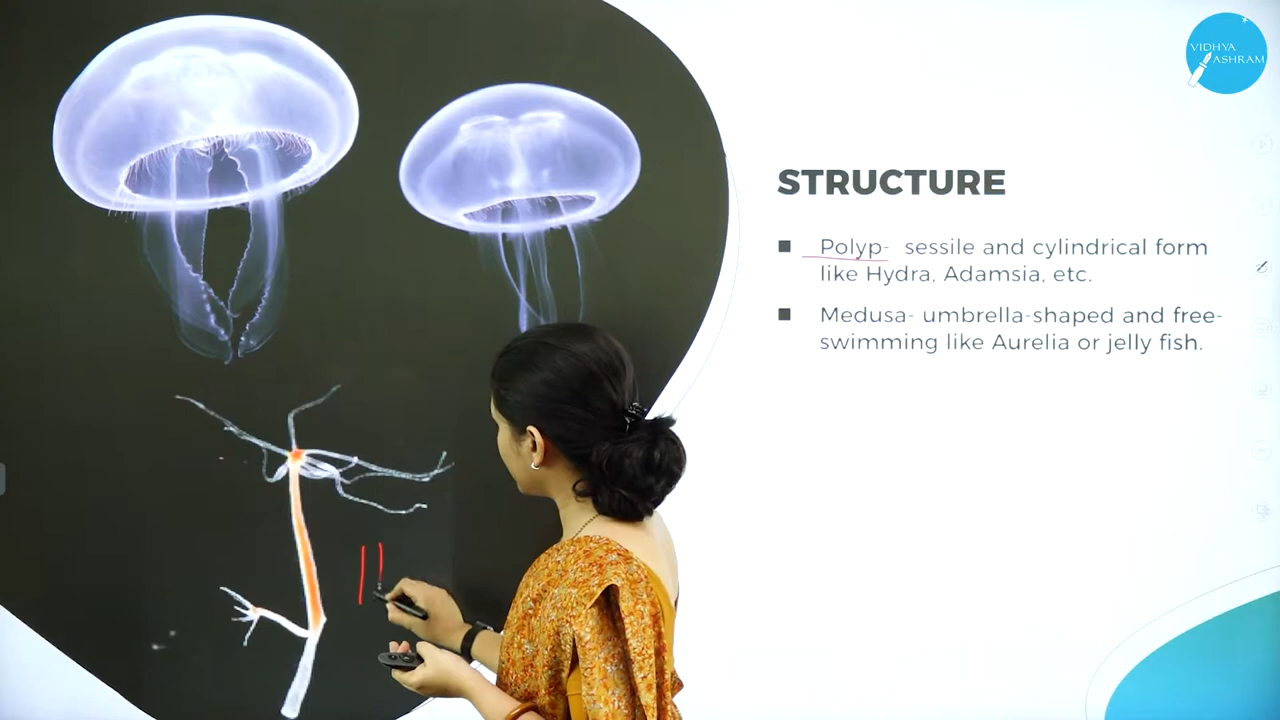 VIDHYA
ASHRAM
STRUCTURE
Polyp- sessile and cylindrical form
like Hydra, Adamsia, etc.
Medusa- umbrella-shaped and free-
swimming like Aurelia or jelly fish.